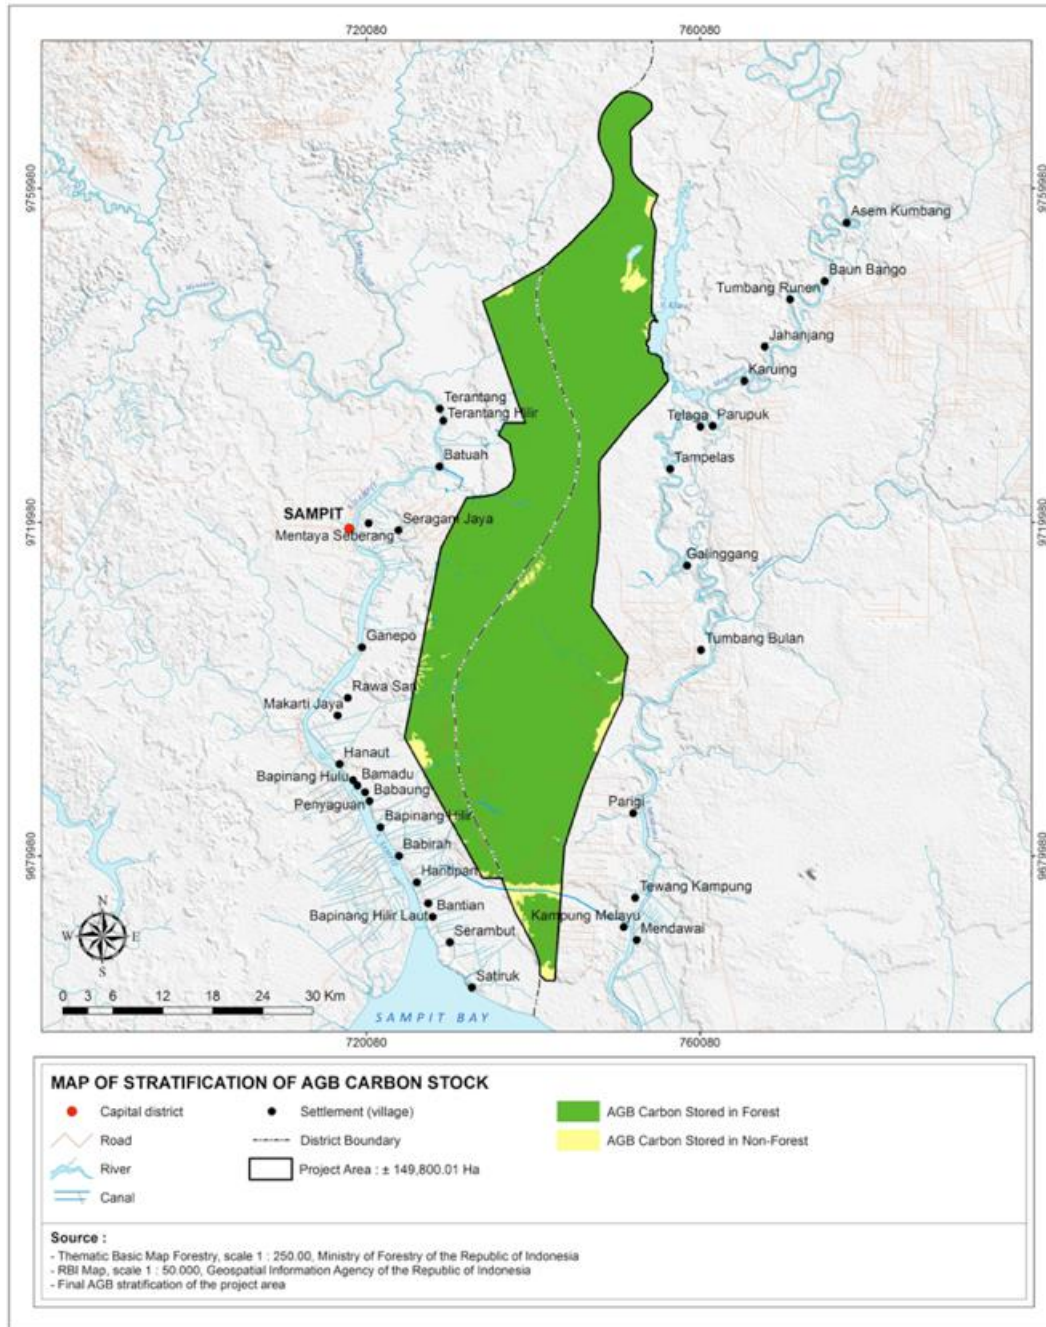 720080
760080
9759980
9759980
Asem Kumbang
Baun Bango
Tumbang Runen
Jahanjang
Karuing
Terantang
Terantang Hilir
Telaga
Parupuk
Batuah
Tampelas
SAMPIT
Seragam Jaya
Mentaya Seberang
9719980
9719980
Galinggang
Ganepo
Tumbang Bulan
Rawa Sari
Makarti Jaya
Hanaut
Bapinang Hulu
Bamadu
Babaung
Penyaguan
Parigi
Bapinang Hilir
Babirah
9679980
9679980
Hantipan
Tewang Kampung
Bantian
Bapinang Hilir Laut
Kampung Melayu
Mendawai
Serambut
Satiruk
N
W
E
S
0 3 6 12 18 24 30 Km
SAMPIT BAY
720080
760080
MAP OF STRATIFICATION OF AGB CARBON STOCK
Capital district
Settlement (village)
AGB Carbon Stored in Forest
Road
District Boundary
AGB Carbon Stored in Non-Forest
River
Project Area : ± 149,800.01 Ha
Canal
Source :
- Thematic Basic Map Forestry, scale 1 : 250.00, Ministry of Forestry of the Republic of Indonesia
- RBI Map, scale 1 : 50.000, Geospatial Information Agency of the Republic of Indonesia
- Final AGB stratification of the project area